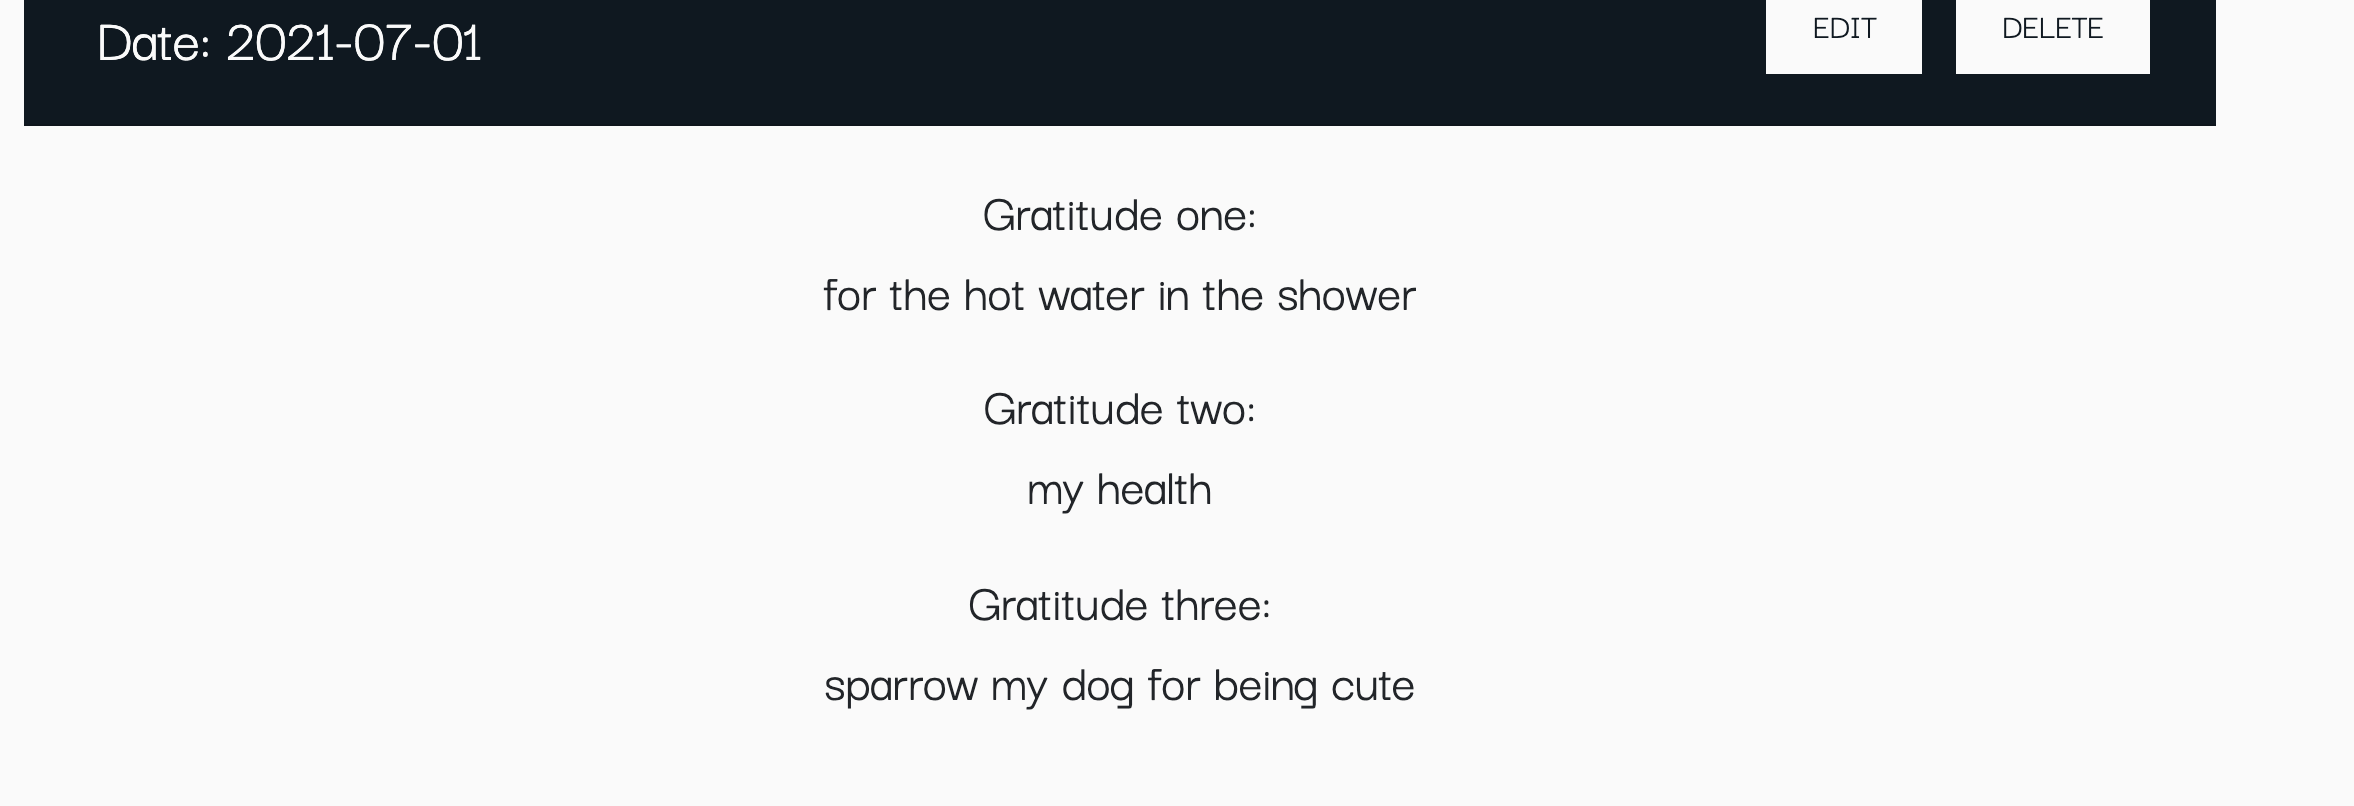 Date: 2021-07-01
EDIT
DELETE
Gratitude one:
for the hot water in the shower
Gratitude two:
my health
Gratitude three:
sparrow my dog for being cute